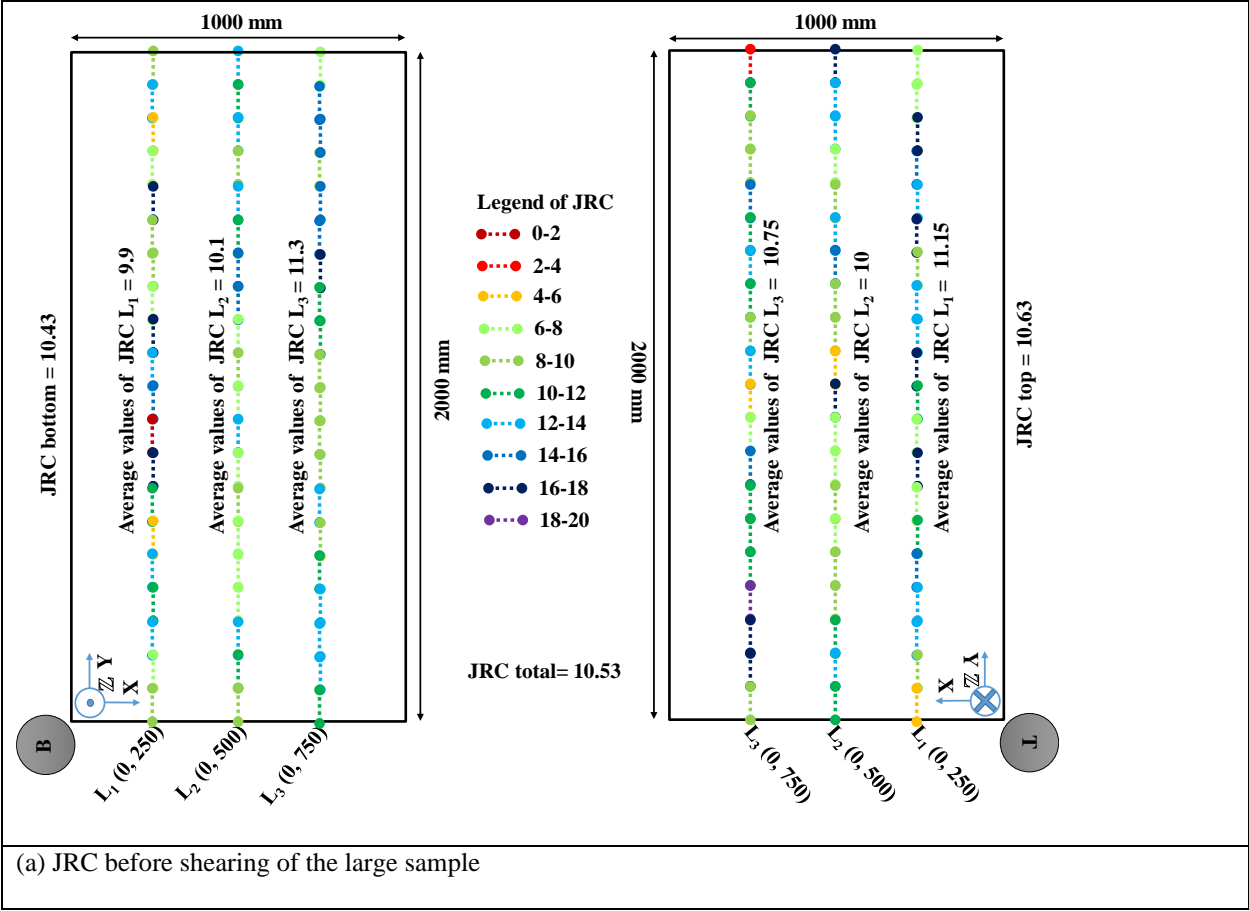 1000 mm
1000 mm
JRC bottom = 10.43
Average values of JRC L₁ = 9.9
Average values of JRC L₂ = 10.1
Average values of JRC L₃ = 11.3
2000 mm
Legend of JRC
0-2
2-4
4-6
6-8
8-10
10-12
12-14
14-16
16-18
18-20
2000 mm
Average values of JRC L₃ = 10.75
Average values of JRC L₂ = 10
Average values of JRC L₁ = 11.15
JRC top = 10.63
JRC total= 10.53
Y
Z
X
B
L₁ (0, 250)
L₂ (0, 500)
L₃ (0, 750)
X
Y
Z
T
L₃ (0, 750)
L₂ (0, 500)
L₁ (0, 250)
(a) JRC before shearing of the large sample